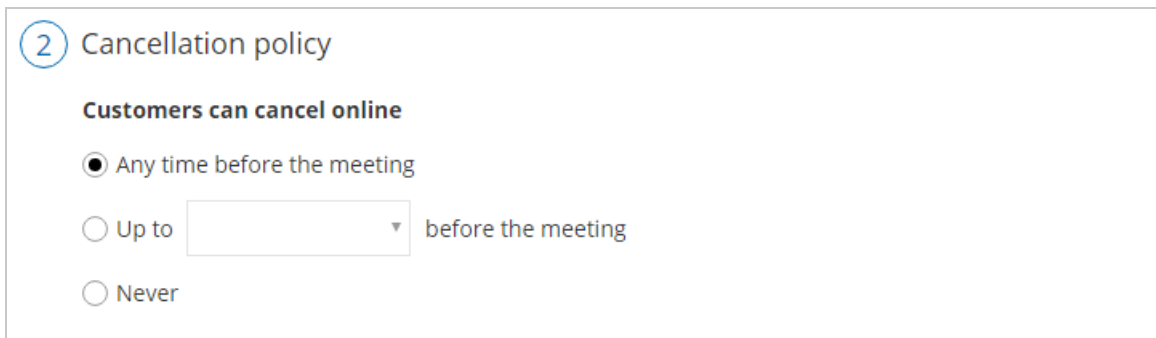 2 Cancellation policy
Customers can cancel online
Any time before the meeting
Up to before the meeting
Never